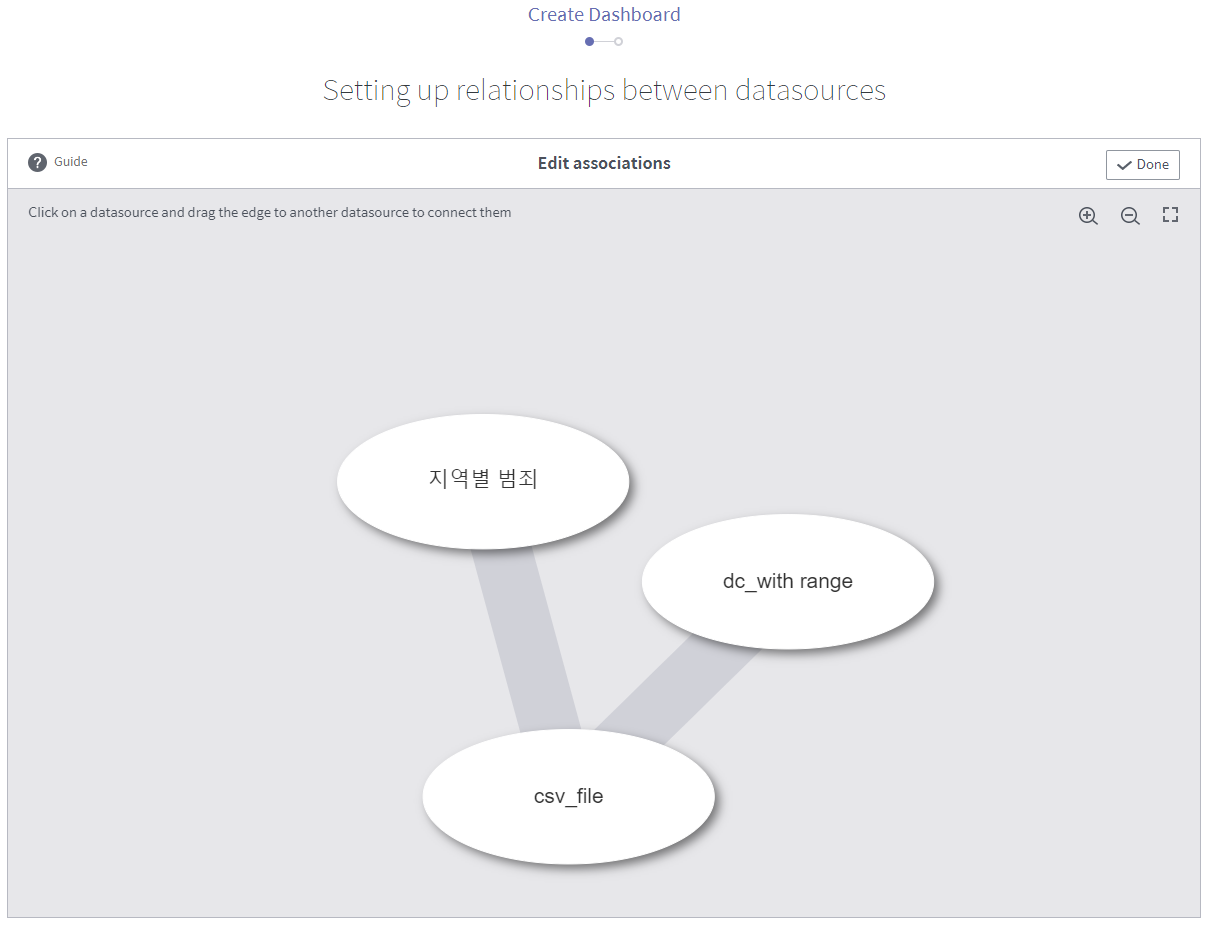 Create Dashboard
Setting up relationships between datasources
Guide
Edit associations
Done
Click on a datasource and drag the edge to another datasource to connect them
지역별 범죄
dc_with range
csv_file